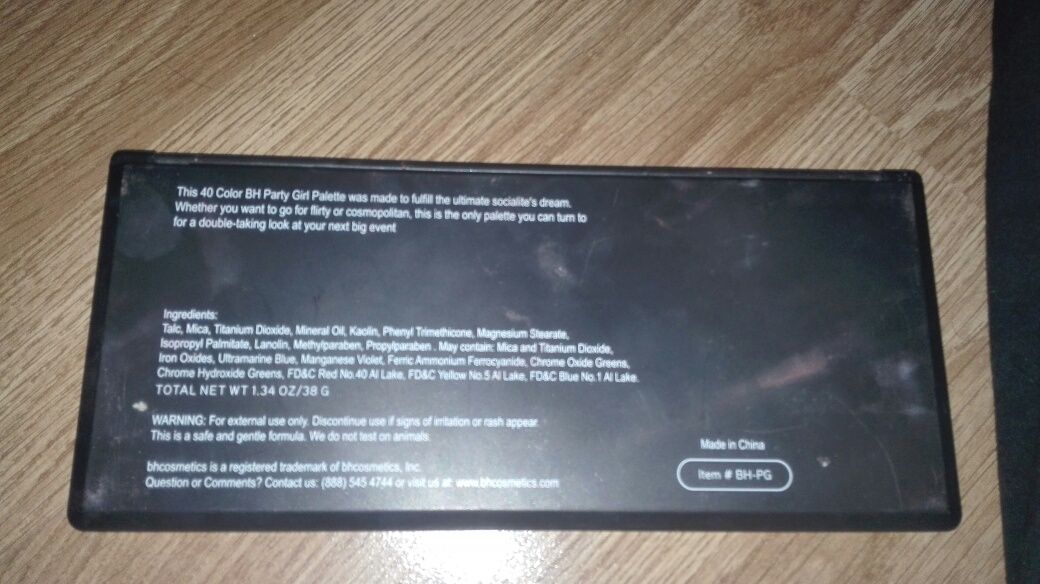 This 40 Color BH Party Girl Palette was made to fulfill the ultimate socialite's dream.
Whether you want to go for flirty or cosmopolitan, this is the only palette you can turn to
for a double-taking look at your next big event
Ingredients:
Talc, Mica, Titanium Dioxide, Mineral Oil, Kaolin, Phenyl Trimethicone, Magnesium Stearate,
Isopropyl Palmitate, Lanolin, Methylparaben, Propylparaben . May contain: Mica and Titanium Dioxide,
Iron Oxides, Ultramarine Blue, Manganese Violet, Ferric Ammonium Ferrocyanide, Chrome Oxide Greens,
Chrome Hydroxide Greens, FD&C Red No.40 Al Lake, FD&C Yellow No.5 Al Lake, FD&C Blue No.1 Al Lake.
TOTAL NET WT 1.34 OZ/38 G
WARNING: For external use only. Discontinue use if signs of irritation or rash appear.
This is a safe and gentle formula. We do not test on animals.
Made in China
bhcosmetics is a registered trademark of bhcosmetics, Inc.
Item # BH-PG
Question or Comments? Contact us: (888) 545 4744 or visit us at: www.bhcosmetics.com